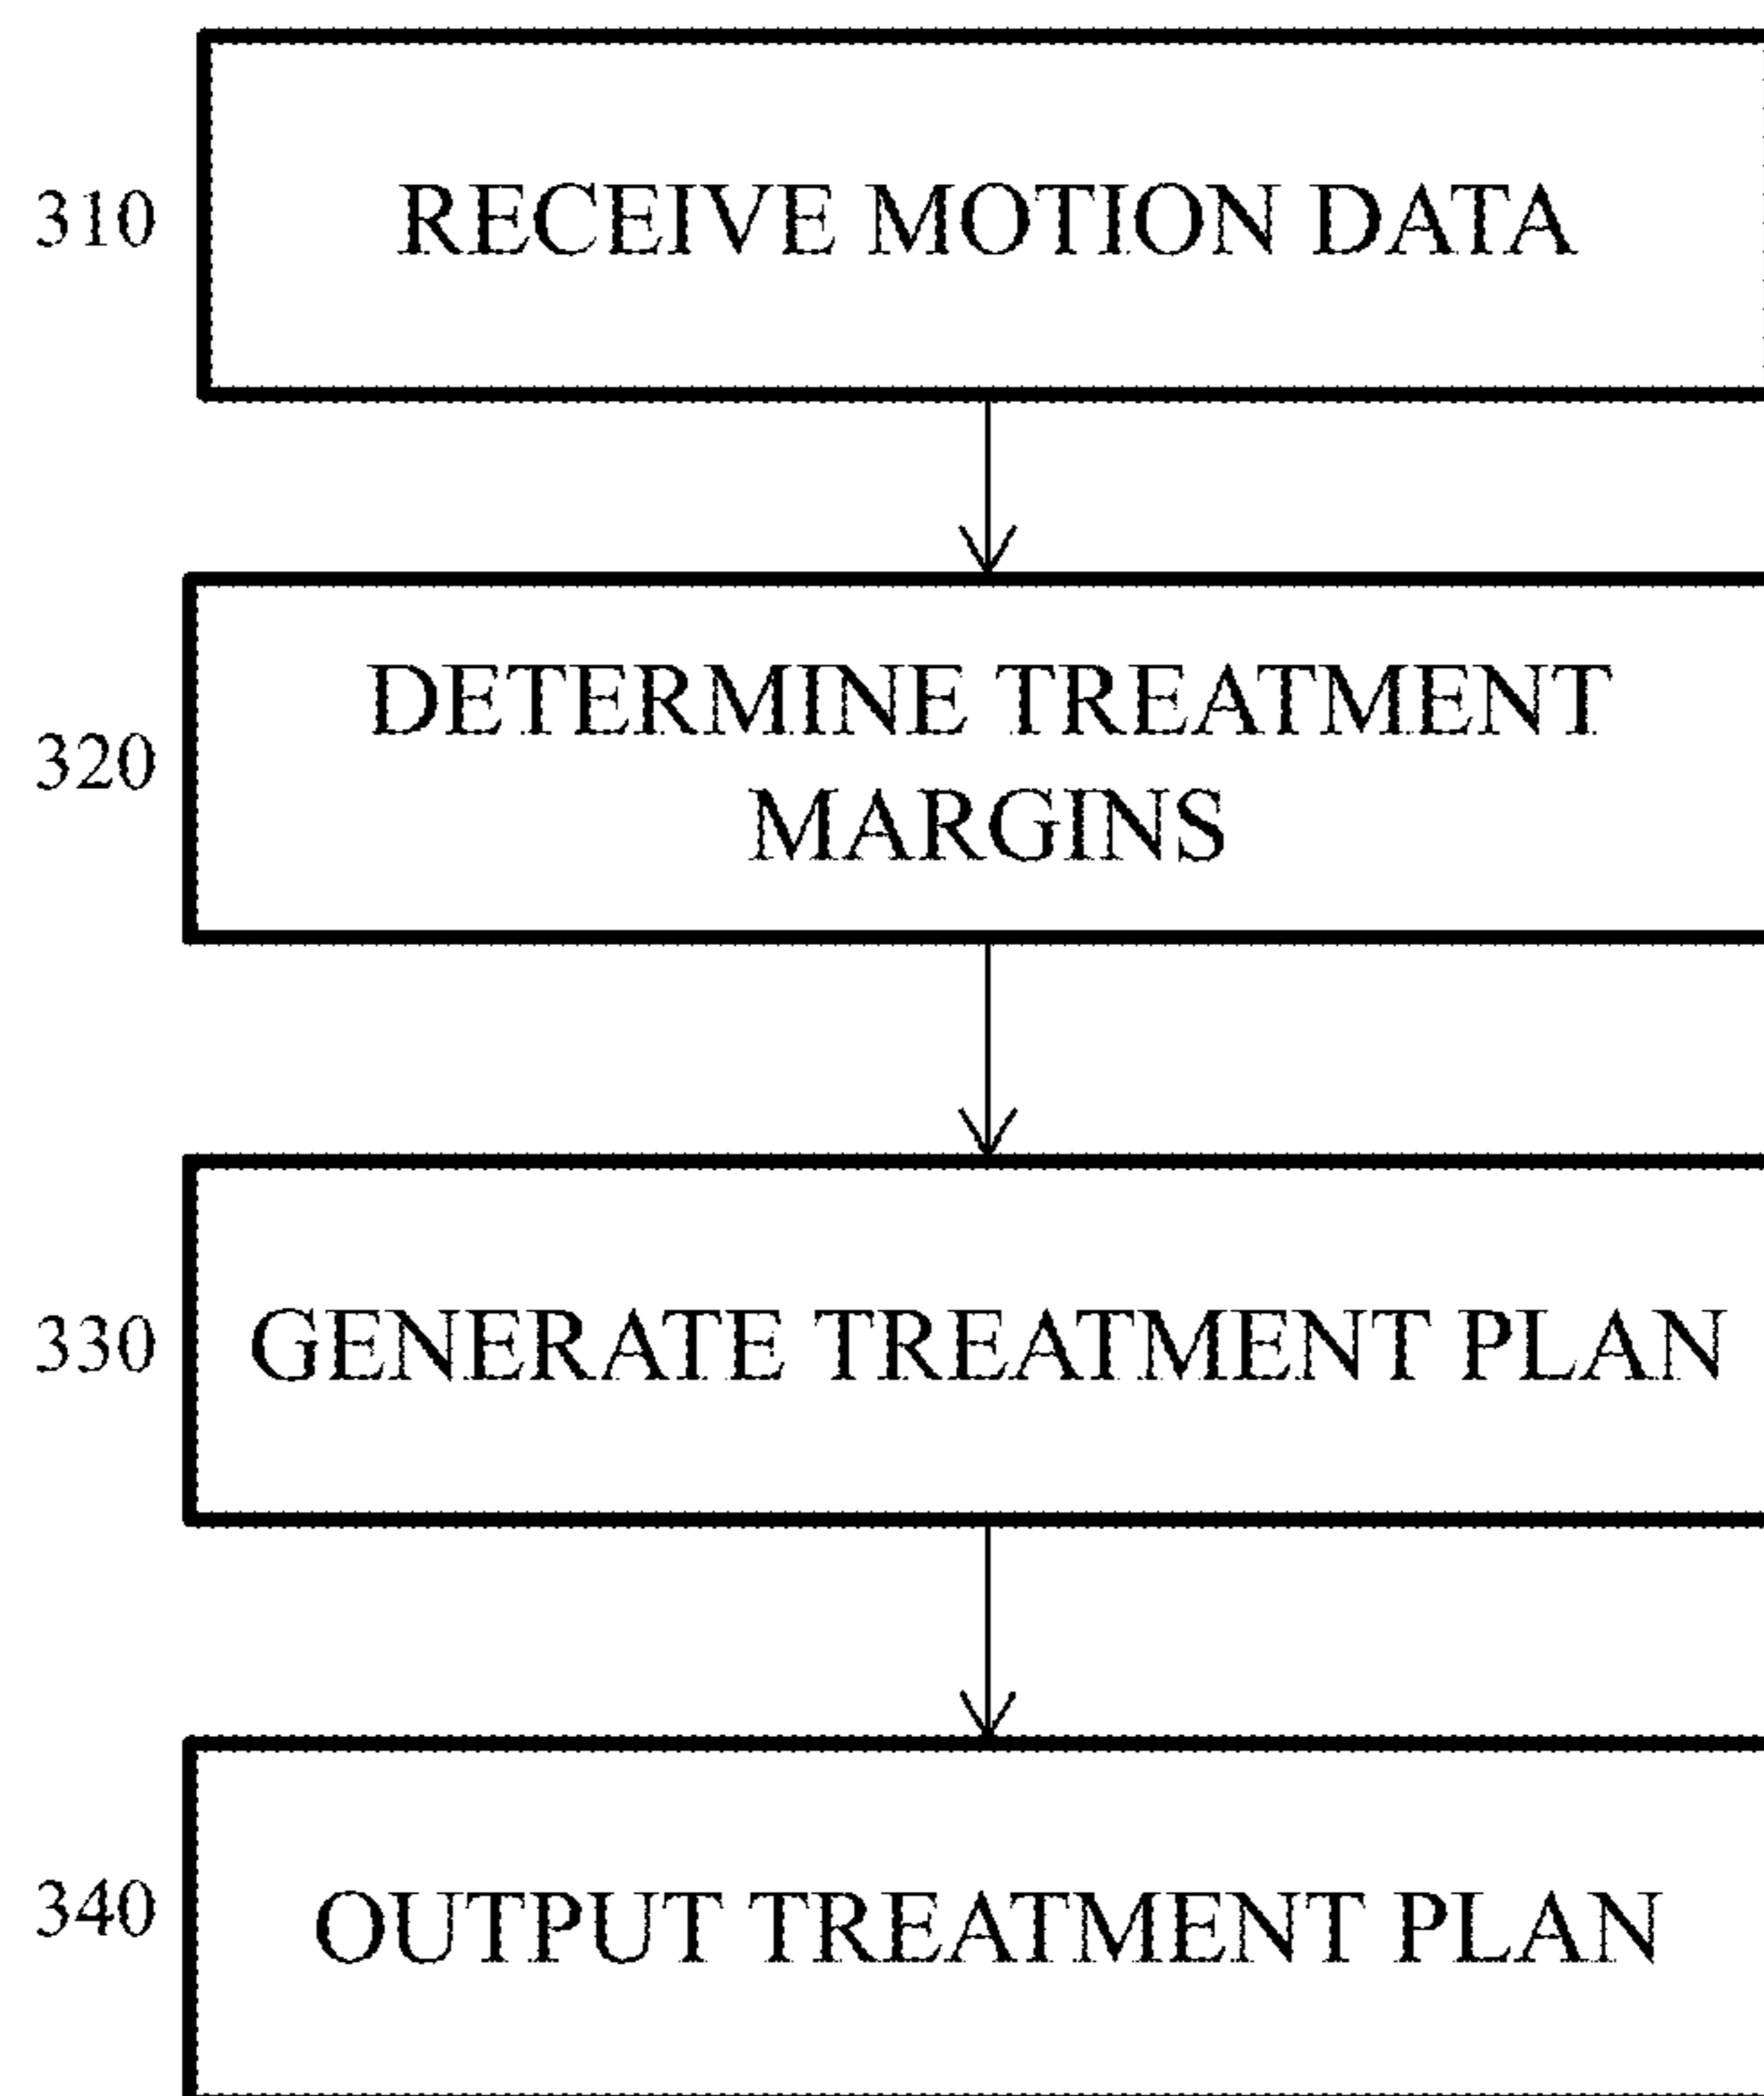 310
RECEIVE MOTION DATA
320
DETERMINE TREATMENT
MARGINS
330
GENERATE TREATMENT PLAN
340
OUTPUT TREATMENT PLAN